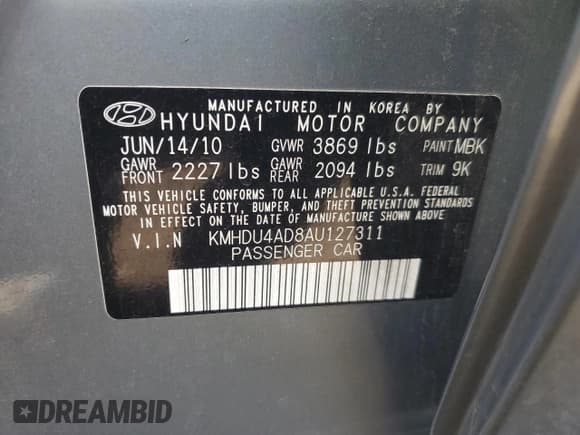 MANUFACTURED IN KOREA BY
HYUNDAI MOTOR COMPANY
JUN/14/10 GVWR 3869 lbs PAINT MBK
GAWR FRONT 2227 lbs GAWR REAR 2094 lbs TRIM 9K
THIS VEHICLE CONFORMS TO ALL APPLICABLE U.S.A. FEDERAL
MOTOR VEHICLE SAFETY, BUMPER, AND THEFT PREVENTION STANDARDS
IN EFFECT ON THE DATE OF MANUFACTURE SHOWN ABOVE.
V.I.N KMHDU4AD8AU127311
PASSENGER CAR
DREAMBID